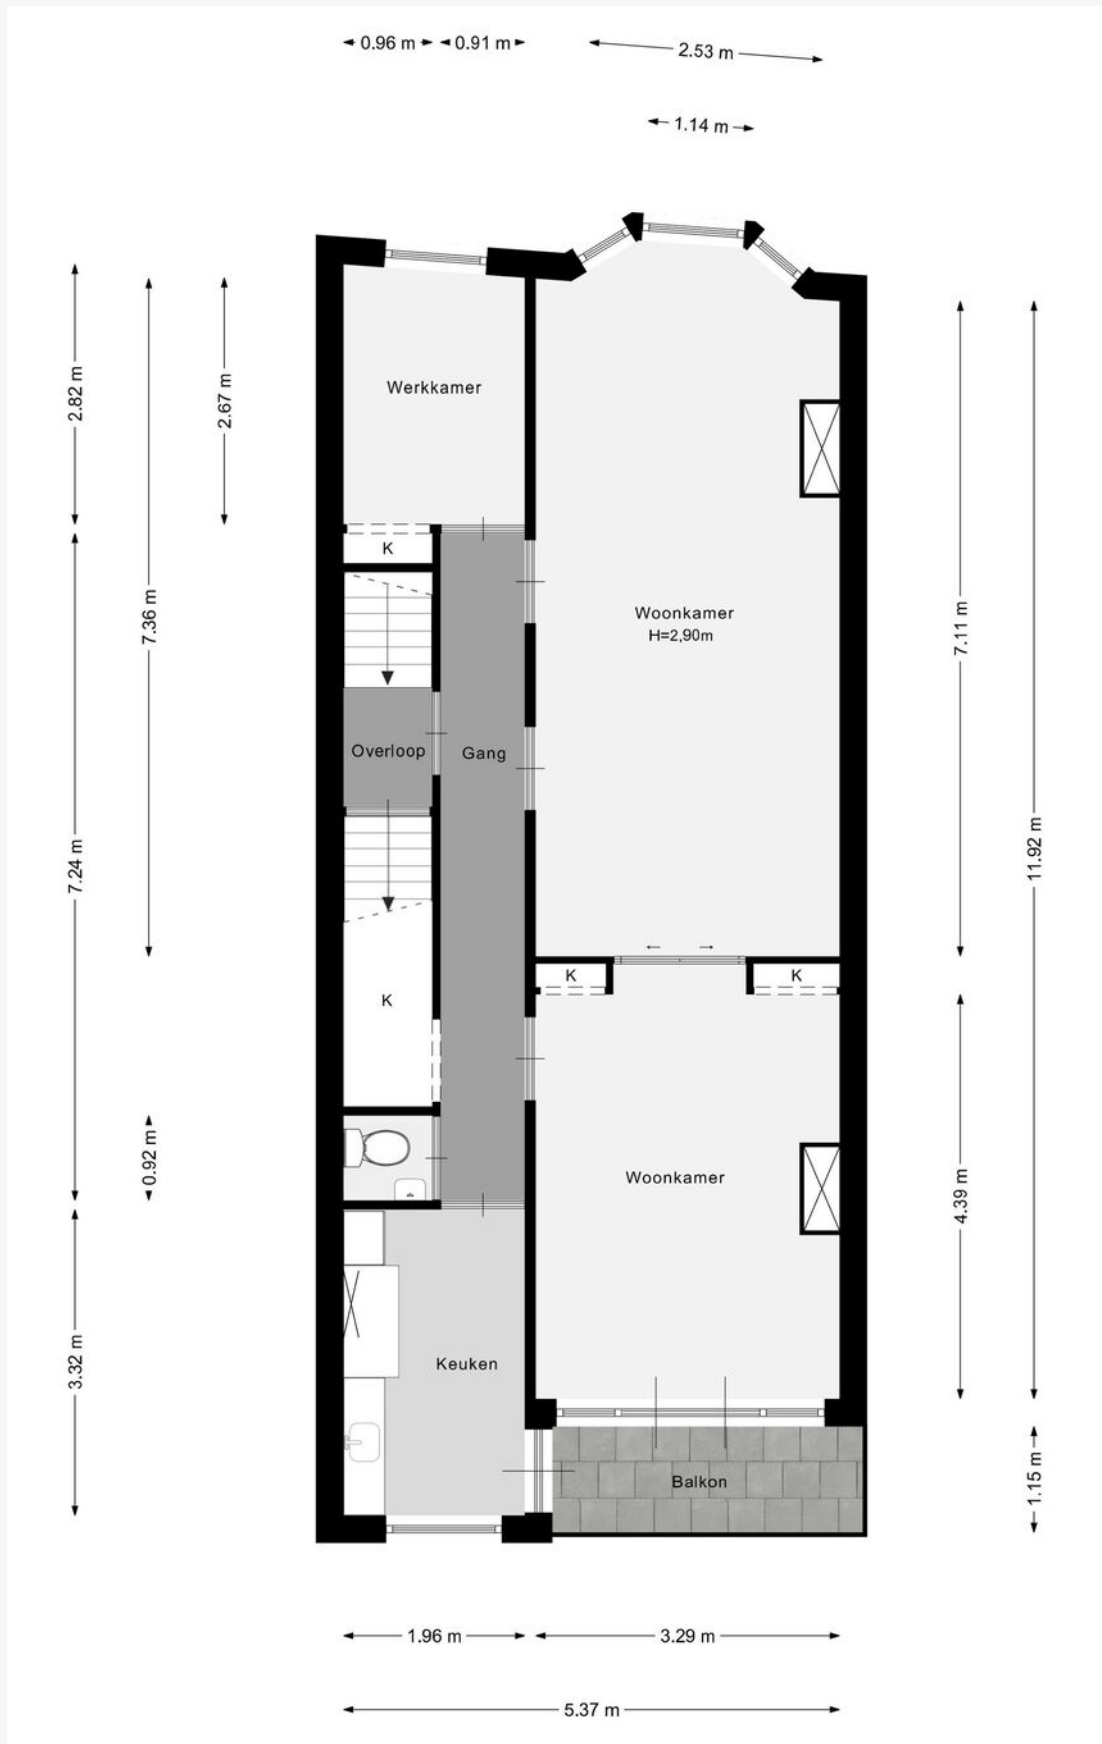 0.96 m
0.91 m
2.53 m
1.14 m
2.82 m
2.67 m
Werkkamer
K
7.36 m
Woonkamer
H=2,90m
7.11 m
Overloop
Gang
7.24 m
11.92 m
K
K
K
0.92 m
Woonkamer
4.39 m
3.32 m
Keuken
Balkon
1.15 m
1.96 m
3.29 m
5.37 m